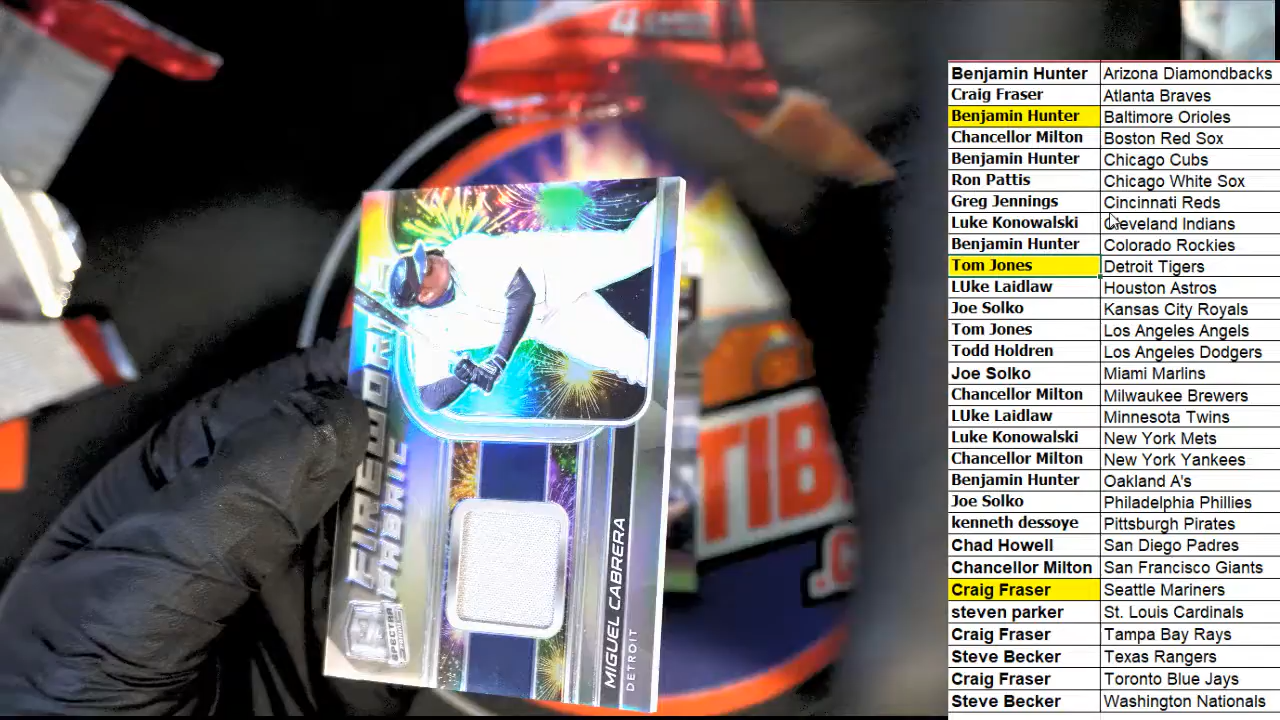 4 CARDS
FIREWORK
FABRIC
SPECTRA
MIGUEL CABRERA
DETROIT
TIB
.C
Benjamin Hunter Arizona Diamondbacks
Craig Fraser Atlanta Braves
Benjamin Hunter Baltimore Orioles
Chancellor Milton Boston Red Sox
Benjamin Hunter Chicago Cubs
Ron Pattis Chicago White Sox
Greg Jennings Cincinnati Reds
Luke Konowalski Cleveland Indians
Benjamin Hunter Colorado Rockies
Tom Jones Detroit Tigers
LUke Laidlaw Houston Astros
Joe Solko Kansas City Royals
Tom Jones Los Angeles Angels
Todd Holdren Los Angeles Dodgers
Joe Solko Miami Marlins
Chancellor Milton Milwaukee Brewers
LUke Laidlaw Minnesota Twins
Luke Konowalski New York Mets
Chancellor Milton New York Yankees
Benjamin Hunter Oakland A's
Joe Solko Philadelphia Phillies
kenneth dessoye Pittsburgh Pirates
Chad Howell San Diego Padres
Chancellor Milton San Francisco Giants
Craig Fraser Seattle Mariners
steven parker St. Louis Cardinals
Craig Fraser Tampa Bay Rays
Steve Becker Texas Rangers
Craig Fraser Toronto Blue Jays
Steve Becker Washington Nationals